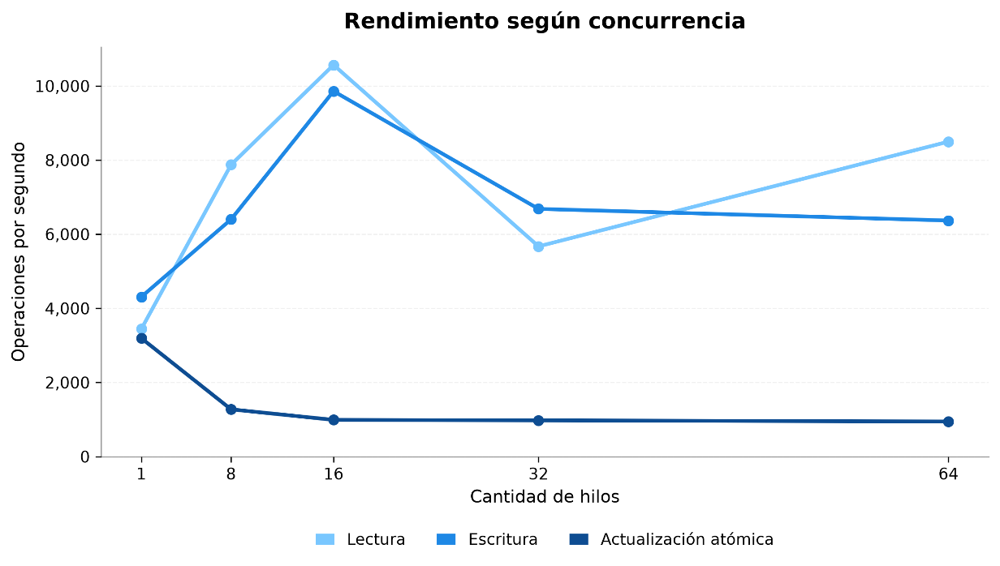 Rendimiento según concurrencia
Operaciones por segundo
10,000
8,000
6,000
4,000
2,000
0
1 8 16 32 64
Cantidad de hilos
Lectura Escritura Actualización atómica